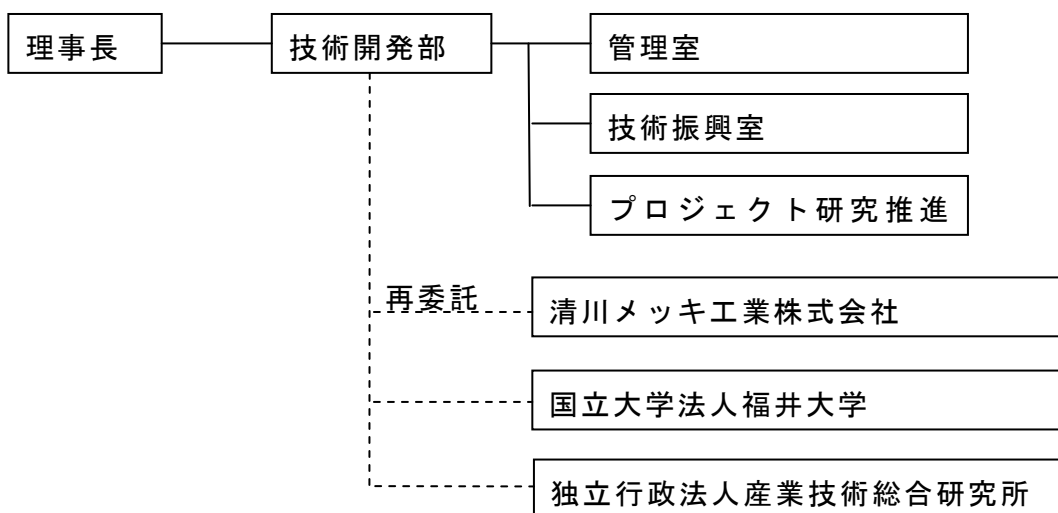 理事長
技術開発部
管理室
技術振興室
プロジェクト研究推進
再委託
清川メッキ工業株式会社
国立大学法人福井大学
独立行政法人産業技術総合研究所